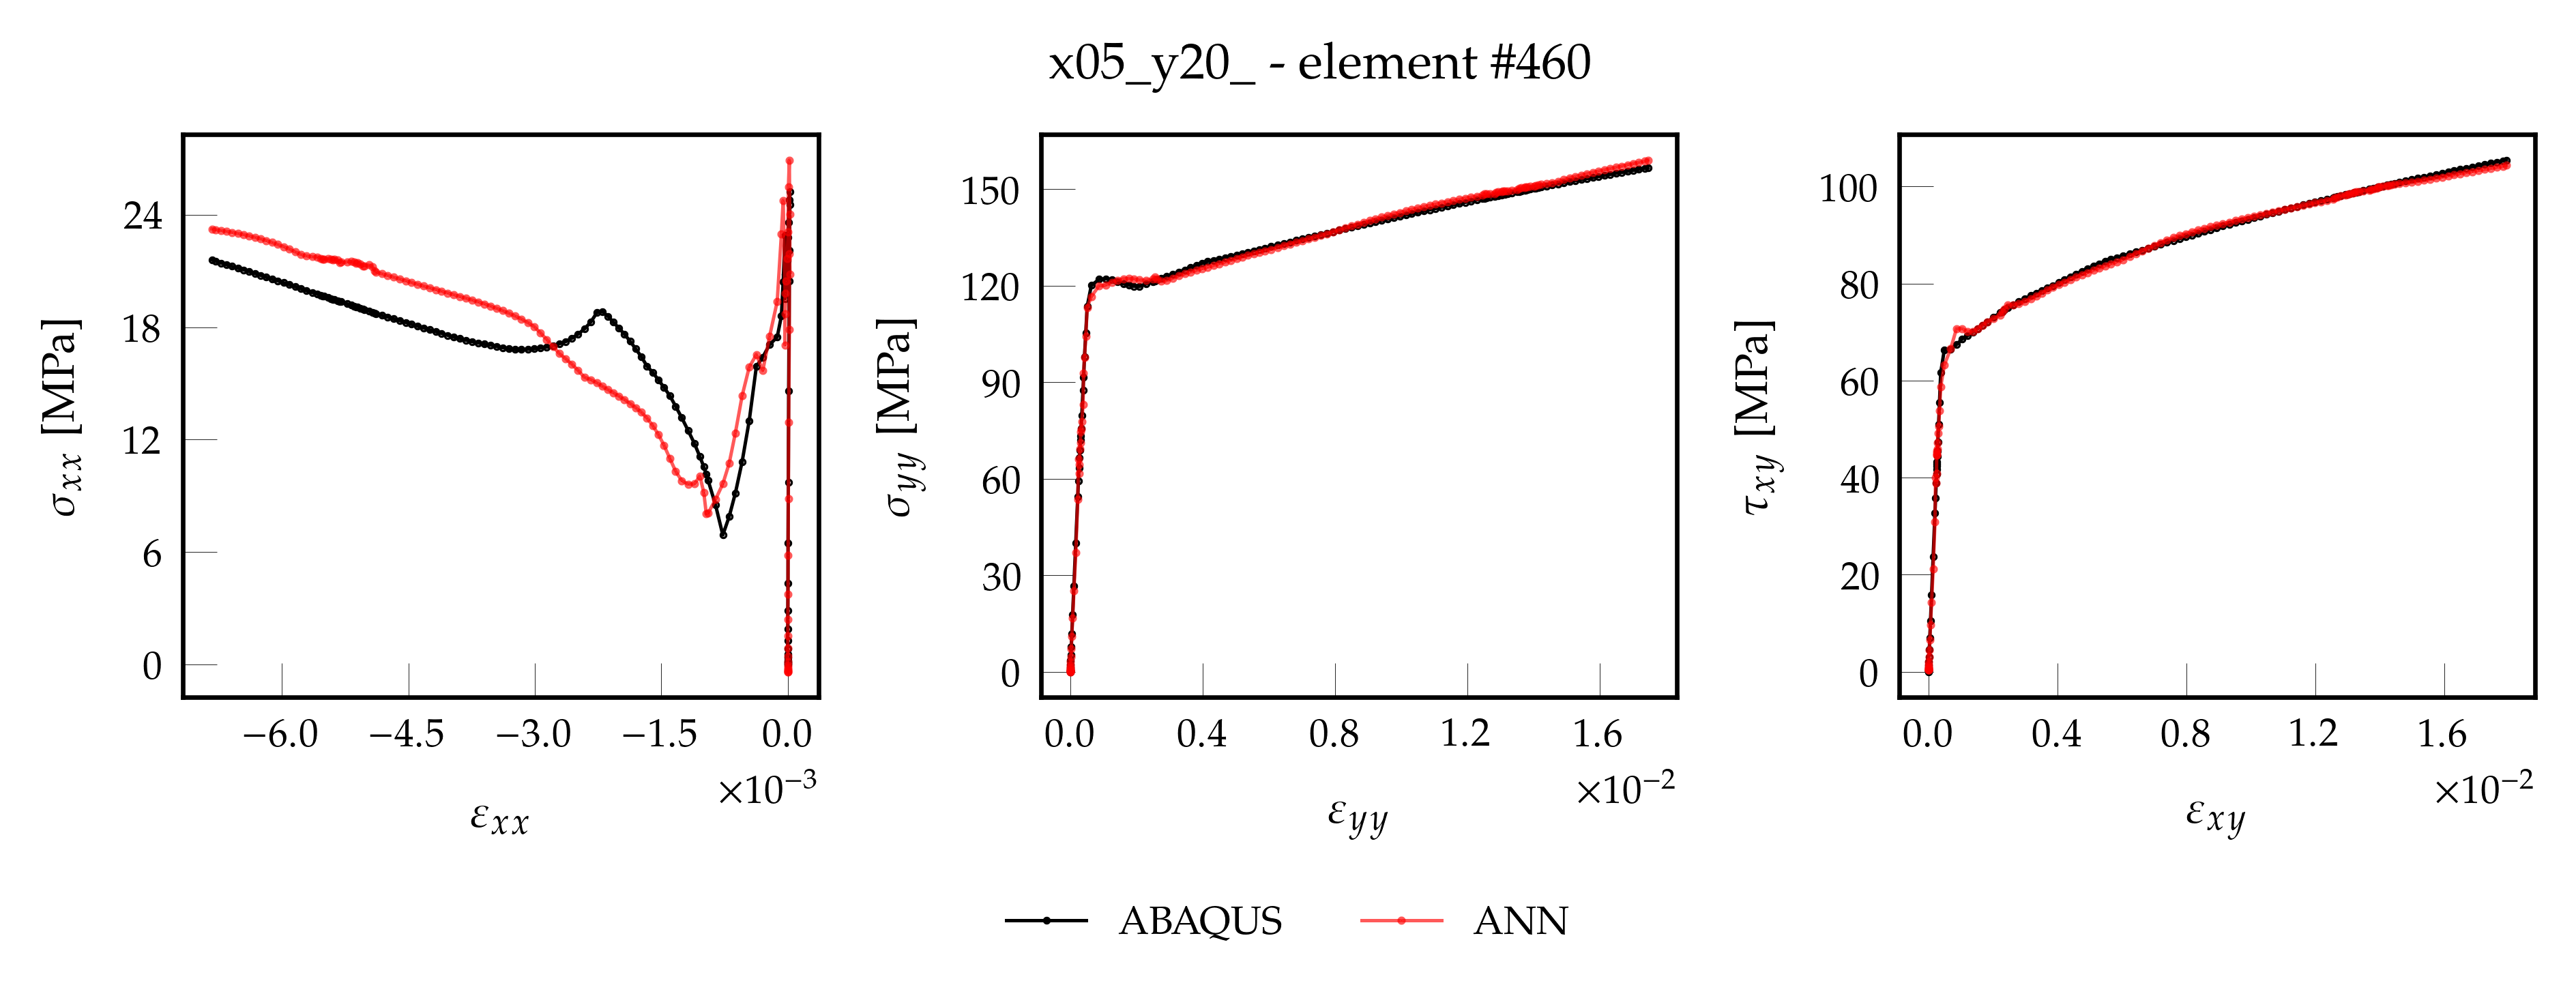 x05_y20_ - element #460
σxx [MPa]
24
18
12
6
0
−6.0 −4.5 −3.0 −1.5 0.0
×10−3
εxx
σyy [MPa]
150
120
90
60
30
0
0.0 0.4 0.8 1.2 1.6
×10−2
εyy
τxy [MPa]
100
80
60
40
20
0
0.0 0.4 0.8 1.2 1.6
×10−2
εxy
ABAQUS ANN